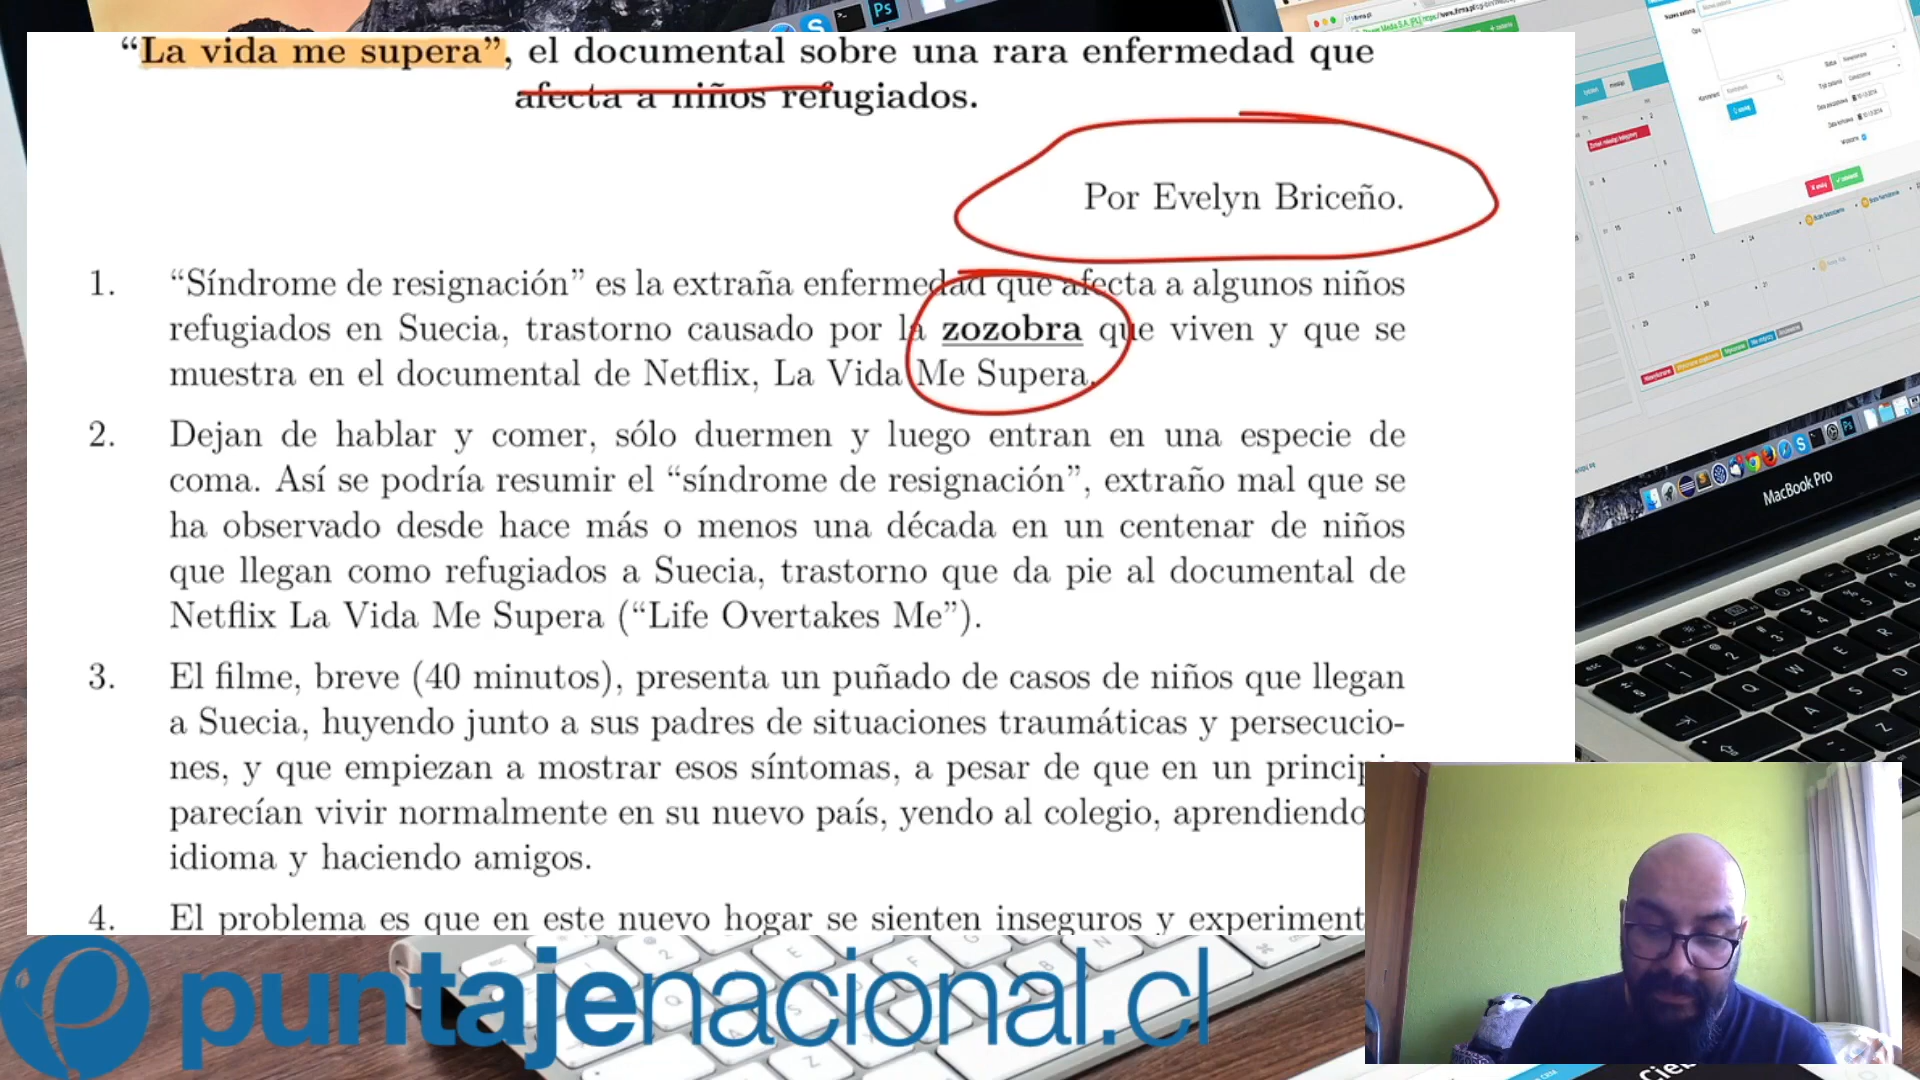 “La vida me supera”, el documental sobre una rara enfermedad que
afecta a niños refugiados.
Por Evelyn Briceño.
1. “Síndrome de resignación” es la extraña enfermedad que afecta a algunos niños
refugiados en Suecia, trastorno causado por la zozobra que viven y que se
muestra en el documental de Netflix, La Vida Me Supera.
2. Dejan de hablar y comer, sólo duermen y luego entran en una especie de
coma. Así se podría resumir el “síndrome de resignación”, extraño mal que se
ha observado desde hace más o menos una década en un centenar de niños
que llegan como refugiados a Suecia, trastorno que da pie al documental de
Netflix La Vida Me Supera (“Life Overtakes Me”).
3. El filme, breve (40 minutos), presenta un puñado de casos de niños que llegan
a Suecia, huyendo junto a sus padres de situaciones traumáticas y persecucio-
nes, y que empiezan a mostrar esos síntomas, a pesar de que en un
parecían vivir normalmente en su nuevo país, yendo al colegio, aprendiendo
idioma y haciendo amigos.
4. El problema es que en este nuevo hogar se sienten inseguros y
MacBook Pro
puntajenacional.cl